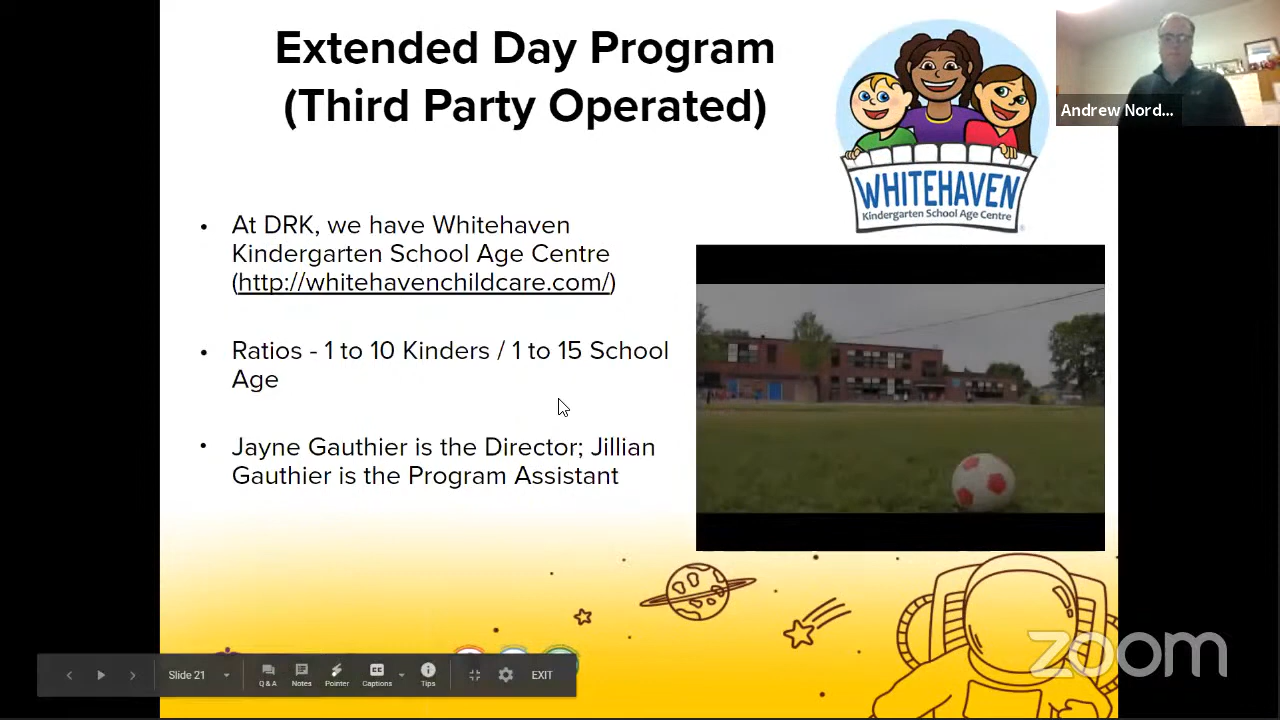 Extended Day Program
(Third Party Operated)
WHITEHAVEN
Kindergarten School Age Centre
Andrew Nord...
• At DRK, we have Whitehaven
Kindergarten School Age Centre
(http://whitehavenchildcare.com/)
• Ratios - 1 to 10 Kinders / 1 to 15 School
Age
• Jayne Gauthier is the Director; Jillian
Gauthier is the Program Assistant
zoom
Slide 21
Q & A
Notes
Pointer
CC
Captions
Tips
EXIT